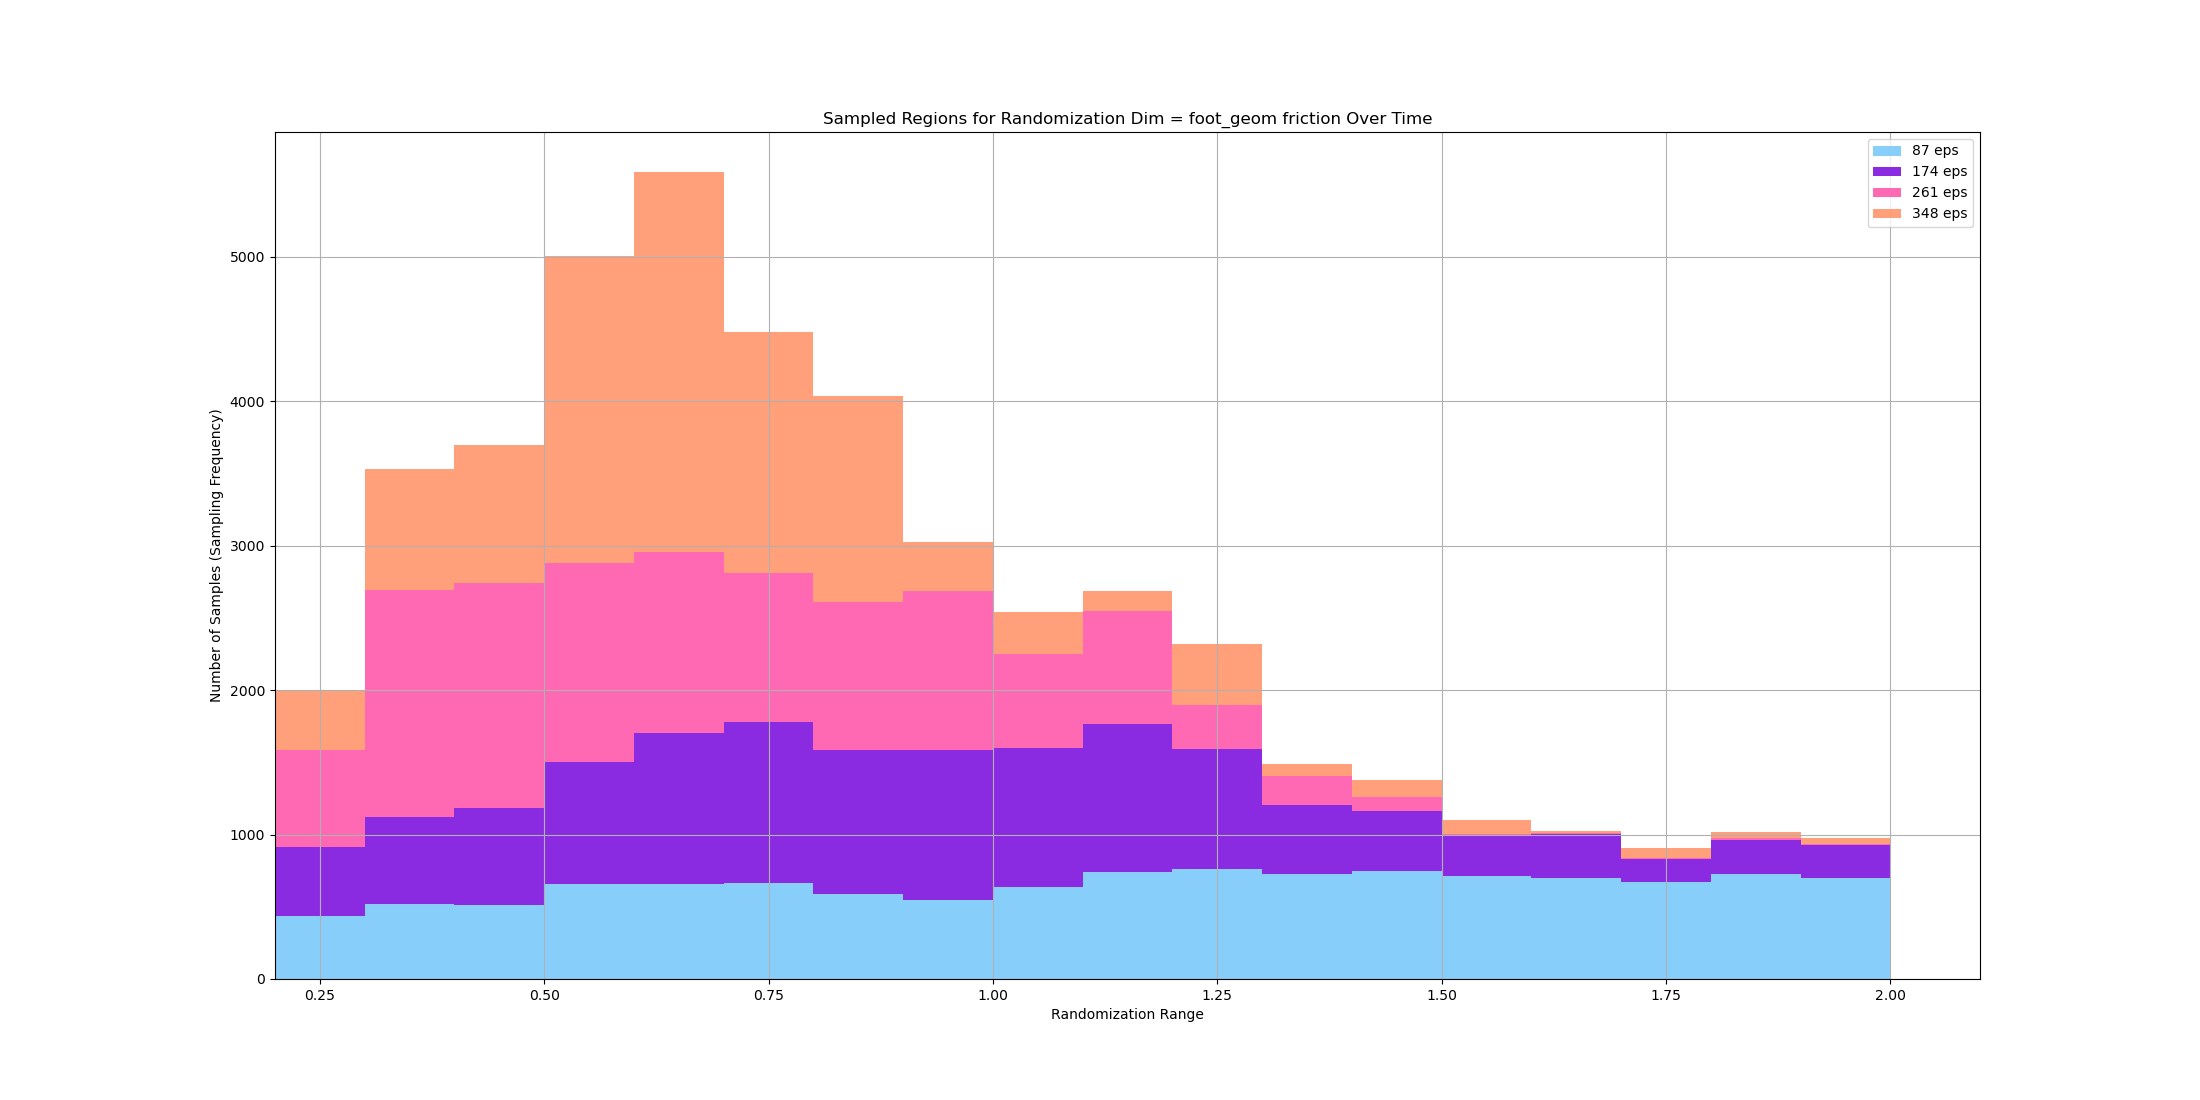 Sampled Regions for Randomization Dim = foot_geom friction Over Time
87 eps
174 eps
261 eps
348 eps
Number of Samples (Sampling Frequency)
5000
4000
3000
2000
1000
0
0.25 0.50 0.75 1.00 1.25 1.50 1.75 2.00
Randomization Range